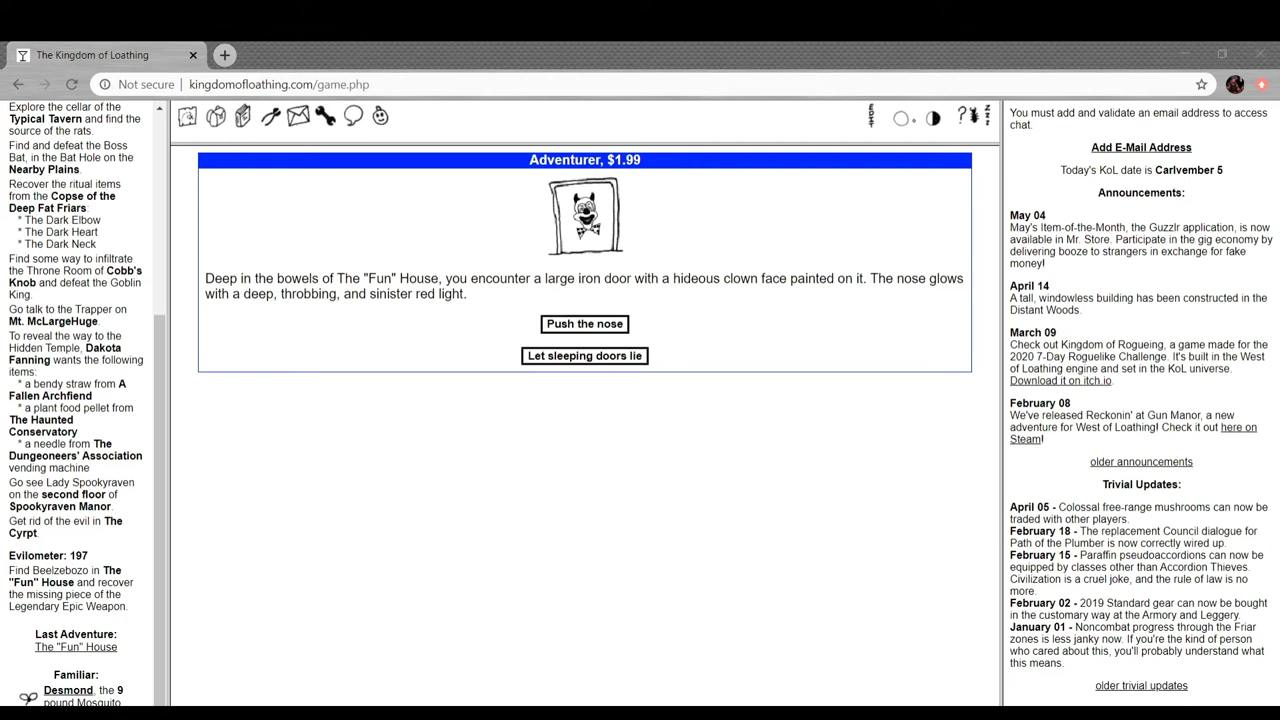 The Kingdom of Loathing
Not secure
kingdomofloathing.com/game.php
Explore the cellar of the
Typical Tavern and find the
source of the rats.
Find and defeat the Boss
Bat, in the Bat Hole on the
Nearby Plains.
Recover the ritual items
from the Copse of the
Deep Fat Friars:
* The Dark Elbow
* The Dark Heart
* The Dark Neck
Find some way to infiltrate
the Throne Room of Cobb's
Knob and defeat the Goblin
King.
Go talk to the Trapper on
Mt. McLargeHuge.
To reveal the way to the
Hidden Temple, Dakota
Fanning wants the following
items:
* a bendy straw from A
Fallen Archfiend
* a plant food pellet from
The Haunted
Conservatory
* a needle from The
Dungeoneers' Association
vending machine
Go see Lady Spookyraven
on the second floor of
Spookyraven Manor.
Get rid of the evil in The
Cyrpt.
Evilometer: 197
Find Beelzebozo in The
"Fun" House and recover
the missing piece of the
Legendary Epic Weapon.
Last Adventure:
The "Fun" House
Familiar:
Desmond, the 9
pound Mosquito
EDIT
?
ZZZ
Adventurer, $1.99
Deep in the bowels of The "Fun" House, you encounter a large iron door with a hideous clown face painted on it. The nose glows
with a deep, throbbing, and sinister red light.
Push the nose
Let sleeping doors lie
You must add and validate an email address to access
chat.
Add E-Mail Address
Today's KoL date is Carlvember 5
Announcements:
May 04
May's Item-of-the-Month, the Guzzlr application, is now
available in Mr. Store. Participate in the gig economy by
delivering booze to strangers in exchange for fake
money!
April 14
A tall, windowless building has been constructed in the
Distant Woods.
March 09
Check out Kingdom of Rogueing, a game made for the
2020 7-Day Roguelike Challenge. It's built in the West
of Loathing engine and set in the KoL universe.
Download it on itch.io.
February 08
We've released Reckonin' at Gun Manor, a new
adventure for West of Loathing! Check it out here on
Steam!
older announcements
Trivial Updates:
April 05 - Colossal free-range mushrooms can now be
traded with other players.
February 18 - The replacement Council dialogue for
Path of the Plumber is now correctly wired up.
February 15 - Paraffin pseudoaccordions can now be
equipped by classes other than Accordion Thieves.
Civilization is a cruel joke, and the rule of law is no
more.
February 02 - 2019 Standard gear can now be bought
in the customary way at the Armory and Leggery.
January 01 - Noncombat progress through the Friar
zones is less janky now. If you're the kind of person
who cared about this, you'll probably understand what
this means.
older trivial updates